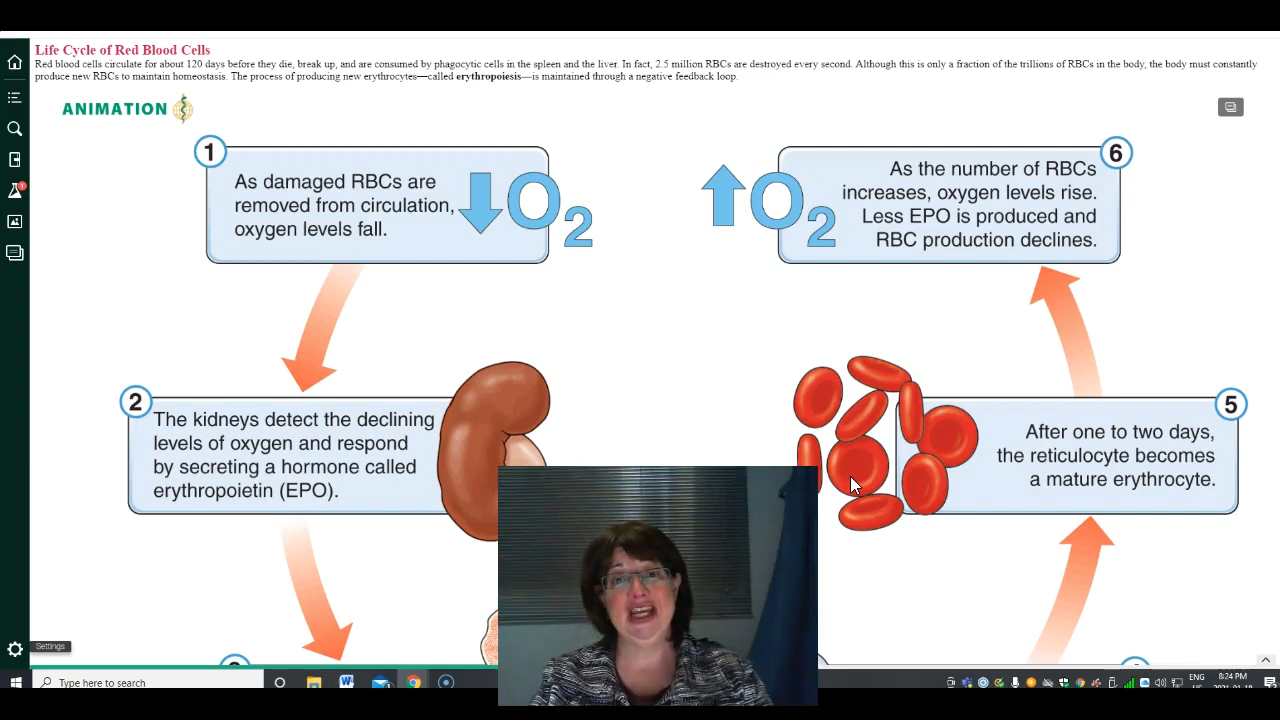 Life Cycle of Red Blood Cells
Red blood cells circulate for about 120 days before they die, break up, and are consumed by phagocytic cells in the spleen and the liver. In fact, 2.5 million RBCs are destroyed every second. Although this is only a fraction of the trillions of RBCs in the body, the body must constantly
produce new RBCs to maintain homeostasis. The process of producing new erythrocytes—called erythropoiesis—is maintained through a negative feedback loop.
ANIMATION
1
As damaged RBCs are
removed from circulation,
oxygen levels fall.
O2
2
The kidneys detect the declining
levels of oxygen and respond
by secreting a hormone called
erythropoietin (EPO).
5
After one to two days,
the reticulocyte becomes
a mature erythrocyte.
6
As the number of RBCs
increases, oxygen levels rise.
Less EPO is produced and
RBC production declines.
O2
Settings
Type here to search
ENG
US
8:24 PM
2021-01-18